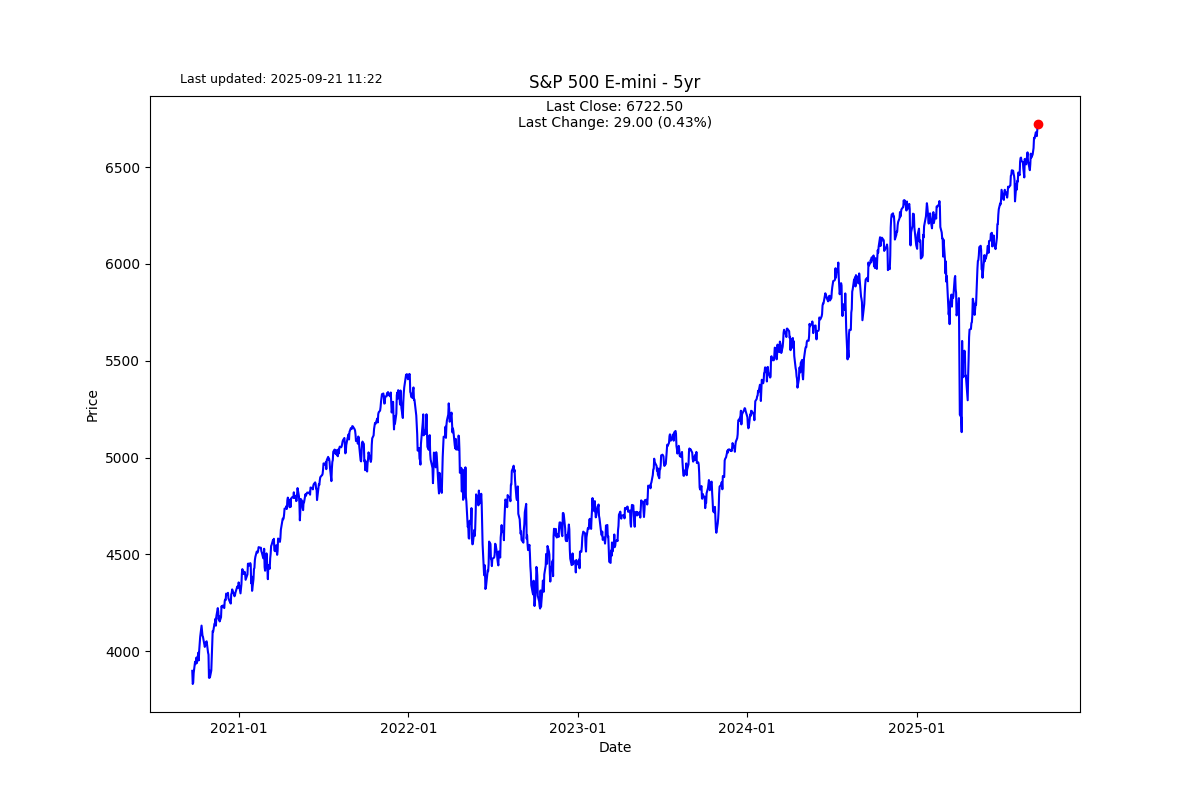 Last updated: 2025-09-21 11:22
S&P 500 E-mini - 5yr
Last Close: 6722.50
Last Change: 29.00 (0.43%)
6500
6000
5500
5000
4500
4000
Price
2021-01
2022-01
2023-01
2024-01
2025-01
Date